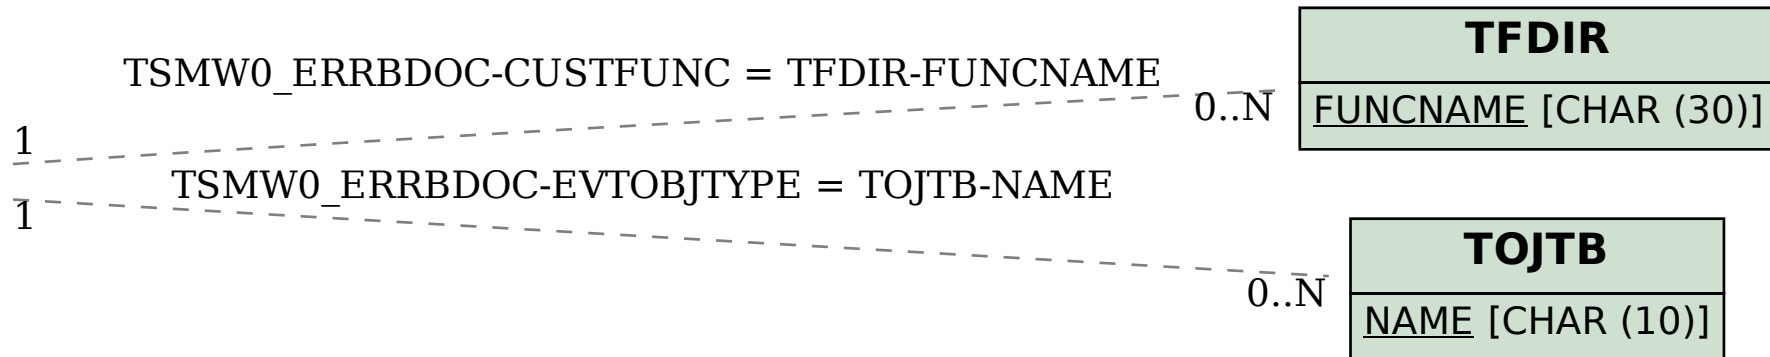 TFDIR
TSMW0_ERRBDOC-CUSTFUNC = TFDIR-FUNCNAME
0..N
FUNCNAME [CHAR (30)]
1
TSMW0_ERRBDOC-EVTOBJTYPE = TOJTB-NAME
1
TOJTB
0..N
NAME [CHAR (10)]